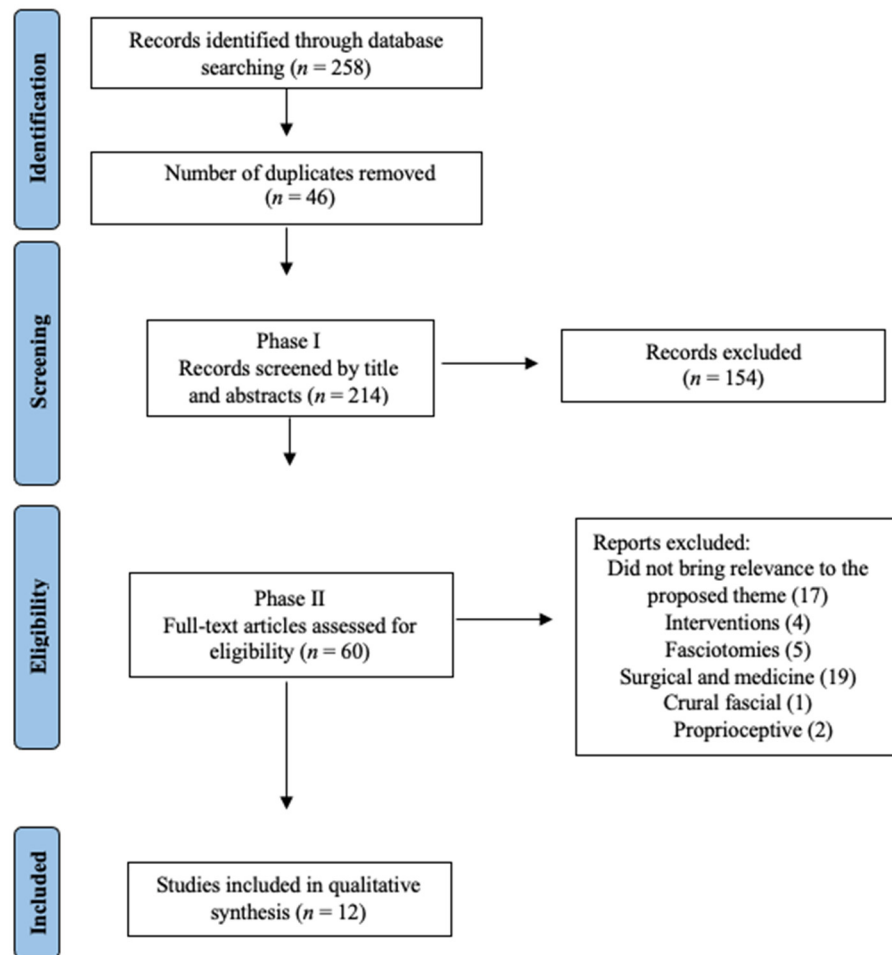 Identification
Records identified through database
searching (n = 258)
Number of duplicates removed
(n = 46)
Screening
Phase I
Records screened by title
and abstracts (n = 214)
Records excluded
(n = 154)
Eligibility
Phase II
Full-text articles assessed for
eligibility (n = 60)
Reports excluded:
Did not bring relevance to the
proposed theme (17)
Interventions (4)
Fasciotomies (5)
Surgical and medicine (19)
Crural fascial (1)
Proprioceptive (2)
Included
Studies included in qualitative
synthesis (n = 12)